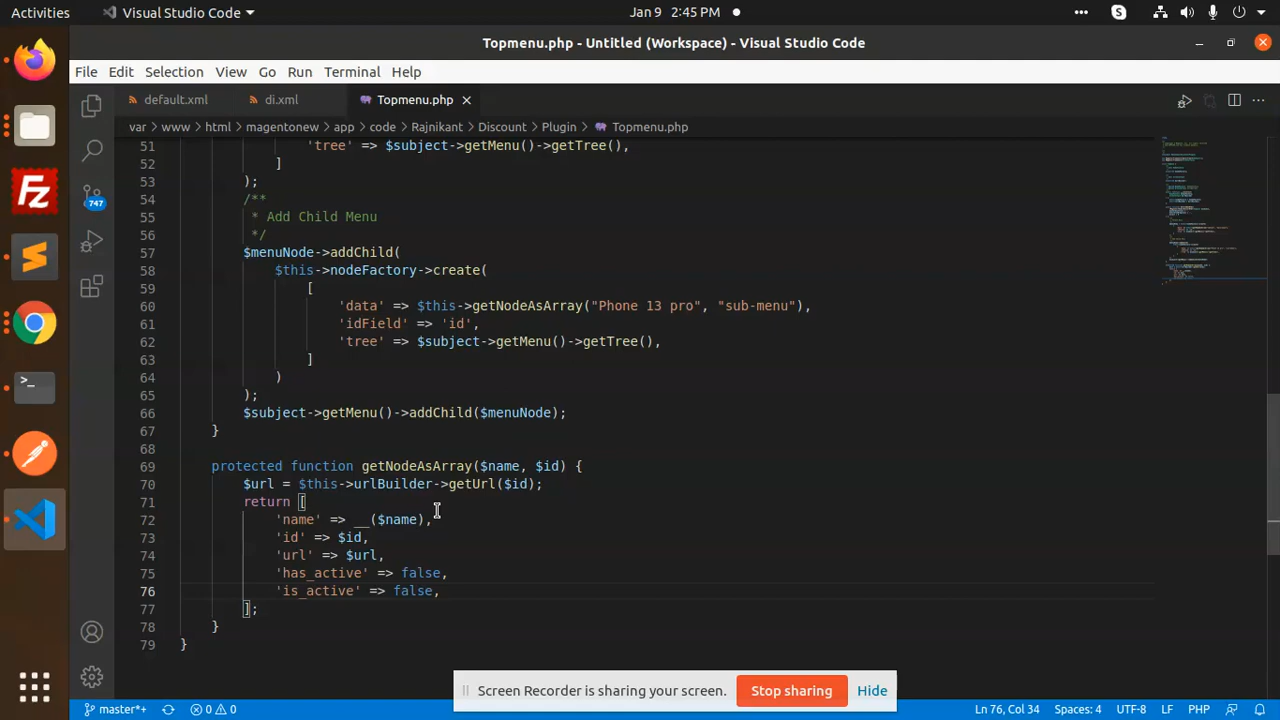 Activities Visual Studio Code Jan 9 2:45 PM
Topmenu.php - Untitled (Workspace) - Visual Studio Code
File Edit Selection View Go Run Terminal Help
default.xml di.xml Topmenu.php
var > www > html > magentonew > app > code > Rajnikant > Discount > Plugin > Topmenu.php
51 'tree' => $subject->getMenu()->getTree(),
52 ]
53 );
54 /**
55 * Add Child Menu
56 */
57 $menuNode->addChild(
58 $this->nodeFactory->create(
59 [
60 'data' => $this->getNodeAsArray("Phone 13 pro", "sub-menu"),
61 'idField' => 'id',
62 'tree' => $subject->getMenu()->getTree(),
63 ]
64 )
65 );
66 $subject->getMenu()->addChild($menuNode);
67 }
68
69 protected function getNodeAsArray($name, $id) {
70 $url = $this->urlBuilder->getUrl($id);
71 return [
72 'name' => __($name),
73 'id' => $id,
74 'url' => $url,
75 'has_active' => false,
76 'is_active' => false,
77 ];
78 }
79 }
747
Screen Recorder is sharing your screen. Stop sharing Hide
master*+ 0 0 Ln 76, Col 34 Spaces: 4 UTF-8 LF PHP